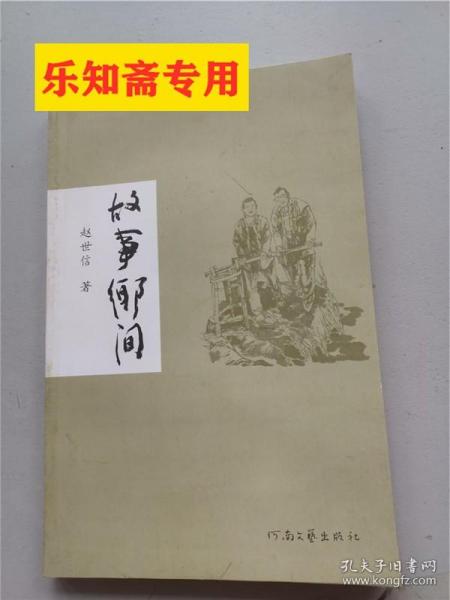 乐知斋专用
故事乡间
赵世信 著
河南文艺出版社
孔夫子旧书网
www.kongfz.com